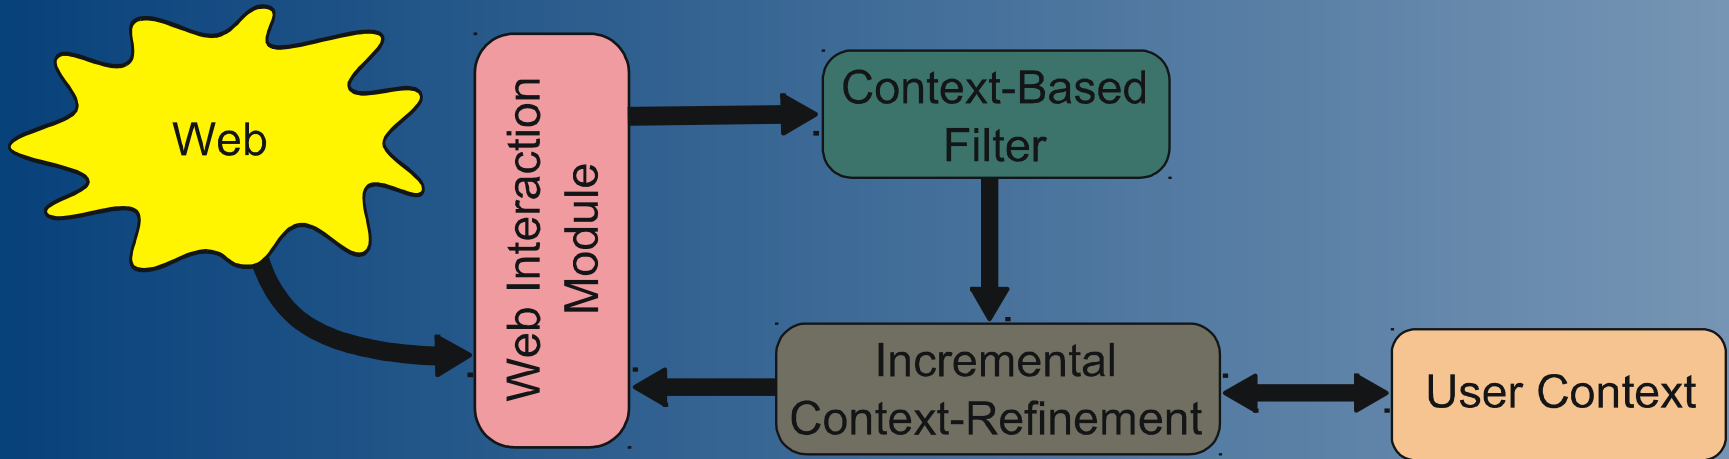 Web
Web Interaction
Module
Context-Based
Filter
Incremental
Context-Refinement
User Context